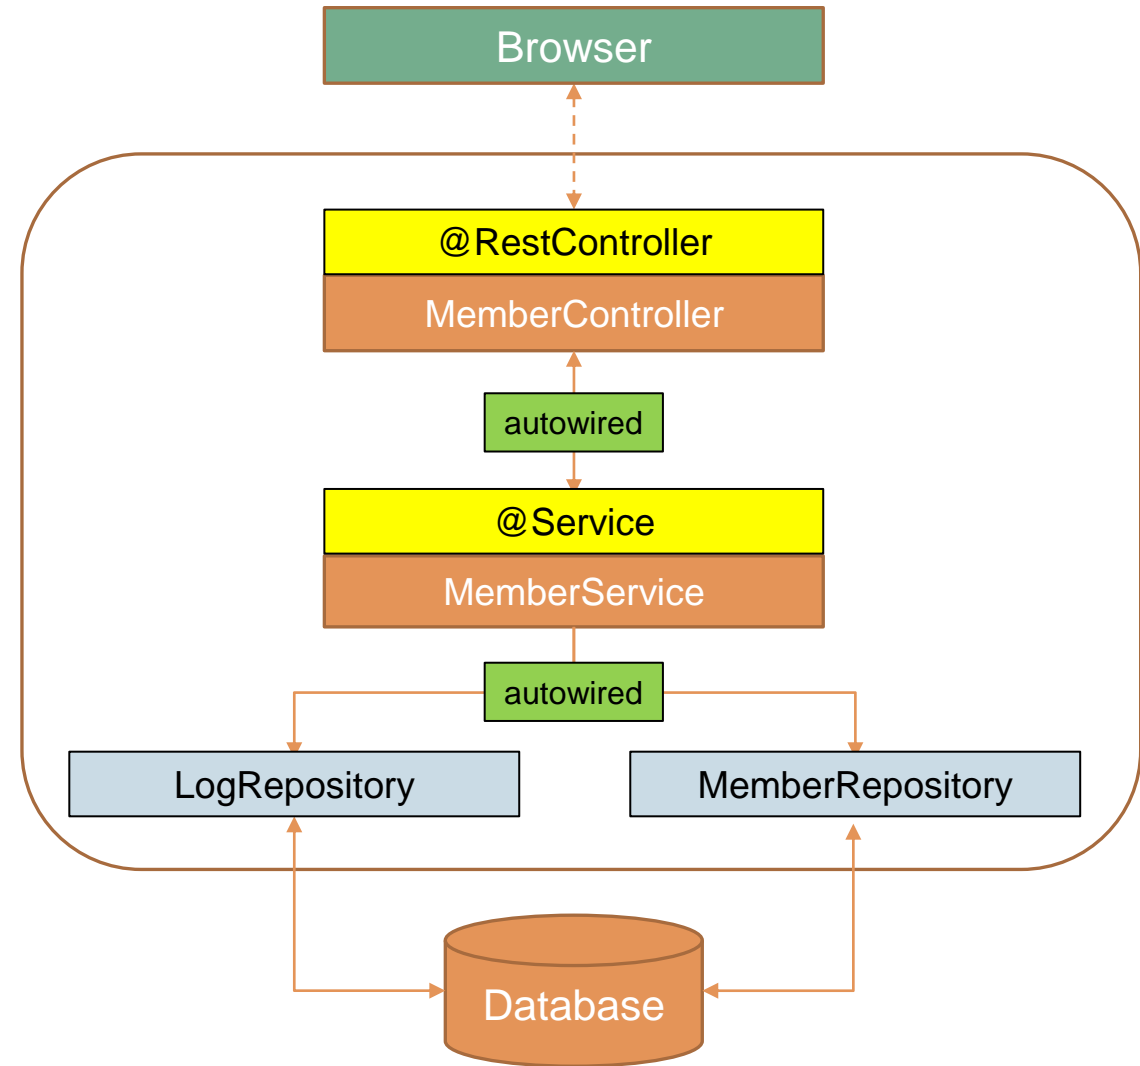 Browser
@RestController
MemberController
autowired
@Service
MemberService
autowired
LogRepository
MemberRepository
Database